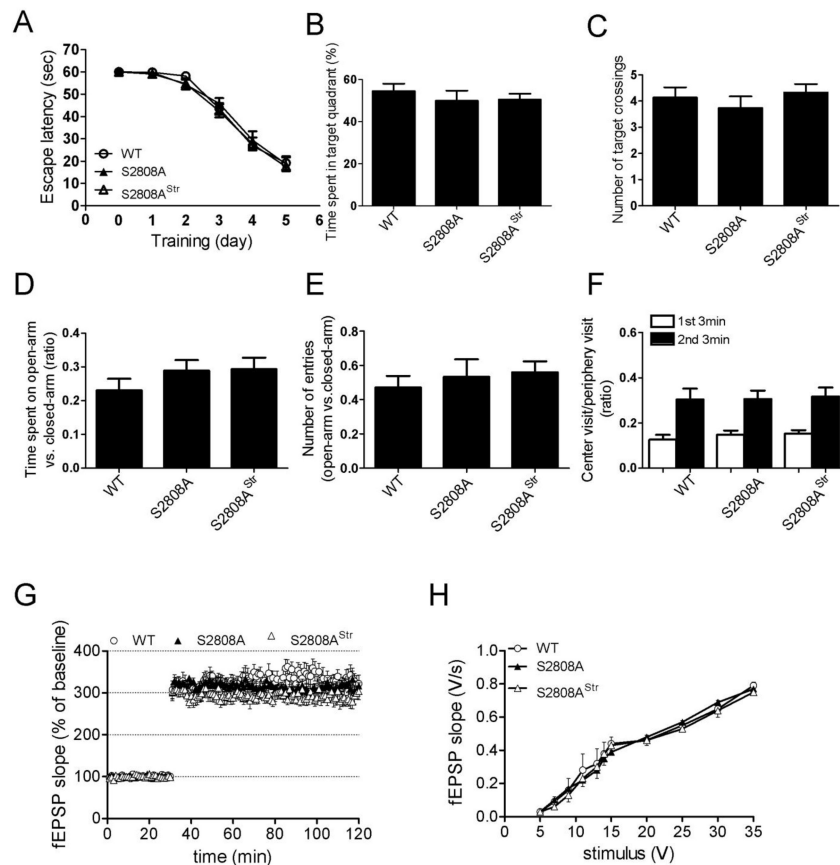 A
Escape latency (sec)
70
60
50
40
30
20
10
0
WT
S2808A
S2808A^Str
0 0 1 2 3 4 5 6
Training (day)
B
Time spent in target quadrant (%)
60
40
20
0
WT
S2808A
S2808A^Str
C
Number of target crossings
5
4
3
2
1
0
WT
S2808A
S2808A^Str
D
Time spent on open-arm
vs. closed-arm (ratio)
0.4
0.3
0.2
0.1
0.0
WT
S2808A
S2808A^Str
E
Number of entries
(open-arm vs.closed-arm)
0.8
0.6
0.4
0.2
0.0
WT
S2808A
S2808A^Str
F
Center visit/periphery visit
(ratio)
1st 3min
2nd 3min
0.6
0.4
0.2
0.0
WT
S2808A
S2808A^Str
G
fEPSP slope (% of baseline)
WT S2808A S2808A^Str
400
300
200
100
0
0 20 40 60 80 100 120
time (min)
H
fEPSP slope (V/s)
WT
S2808A
S2808A^Str
1.0
0.8
0.6
0.4
0.2
0.0
0 5 10 15 20 25 30 35
stimulus (V)